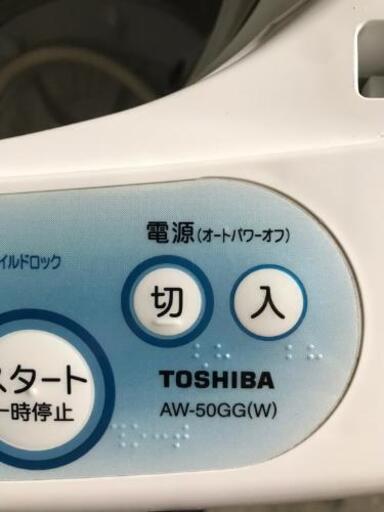 電源(オートパワーオフ)
イルドロック
切 入
スタート
一時停止
TOSHIBA
AW-50GG(W)